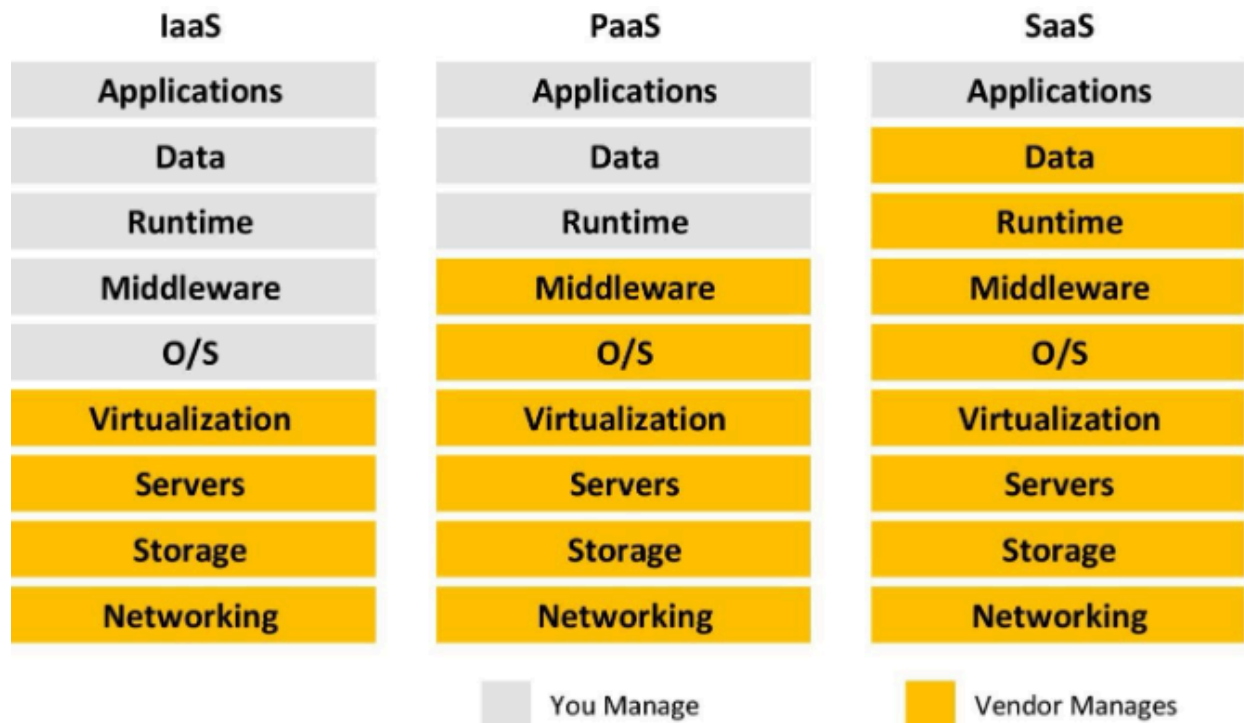 IaaS PaaS SaaS
Applications Applications Applications
Data Data Data
Runtime Runtime Runtime
Middleware Middleware Middleware
O/S O/S O/S
Virtualization Virtualization Virtualization
Servers Servers Servers
Storage Storage Storage
Networking Networking Networking
You Manage Vendor Manages